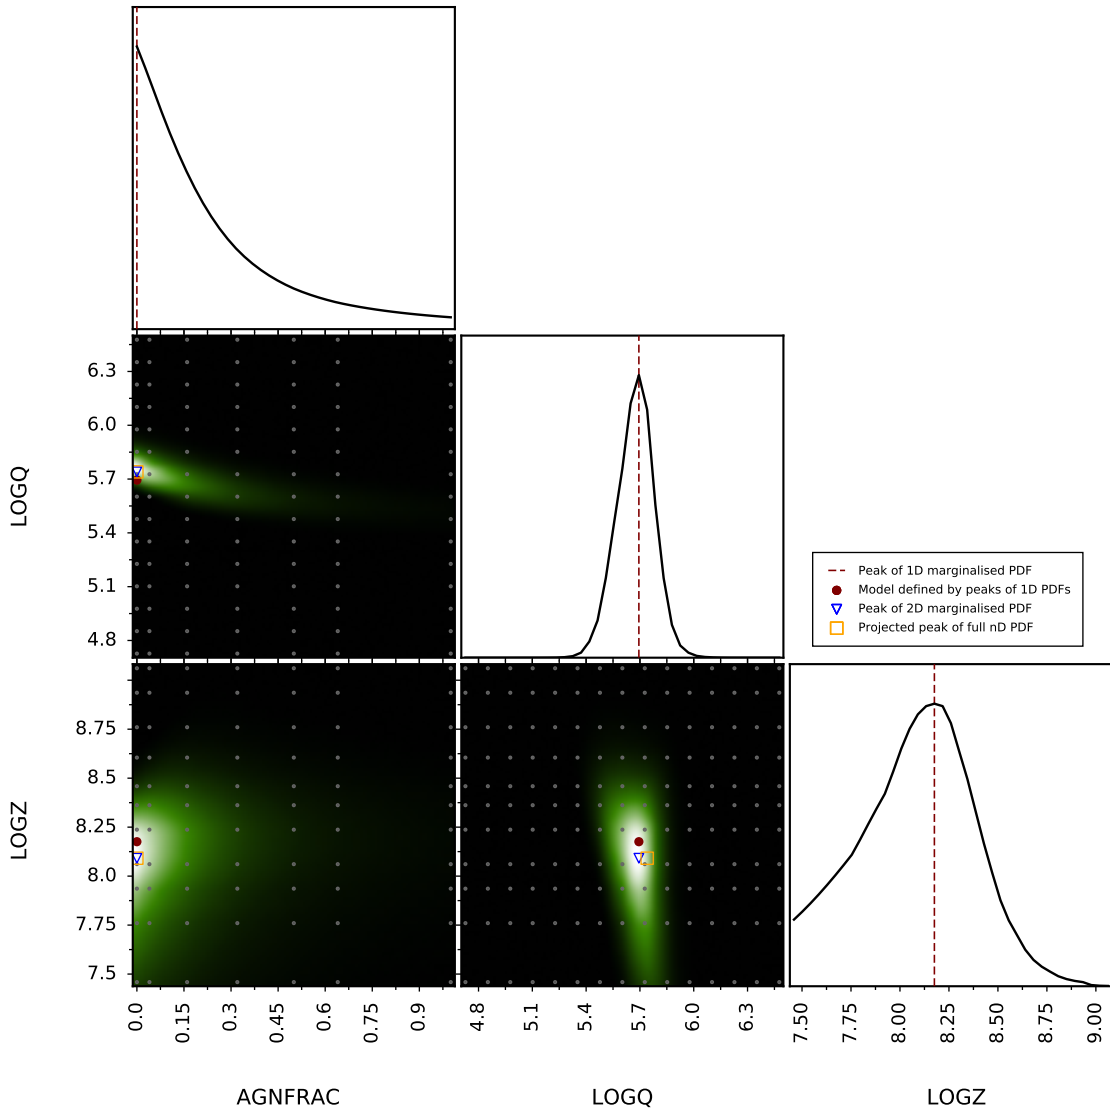 LOGQ
6.3
6.0
5.7
5.4
5.1
4.8
Peak of 1D marginalised PDF
Model defined by peaks of 1D PDFs
Peak of 2D marginalised PDF
Projected peak of full nD PDF
LOGZ
8.75
8.5
8.25
8.0
7.75
7.5
0.0 0.15 0.3 0.45 0.6 0.75 0.9
4.8 5.1 5.4 5.7 6.0 6.3
7.50 7.75 8.00 8.25 8.50 8.75 9.00
AGNFRAC
LOGQ
LOGZ